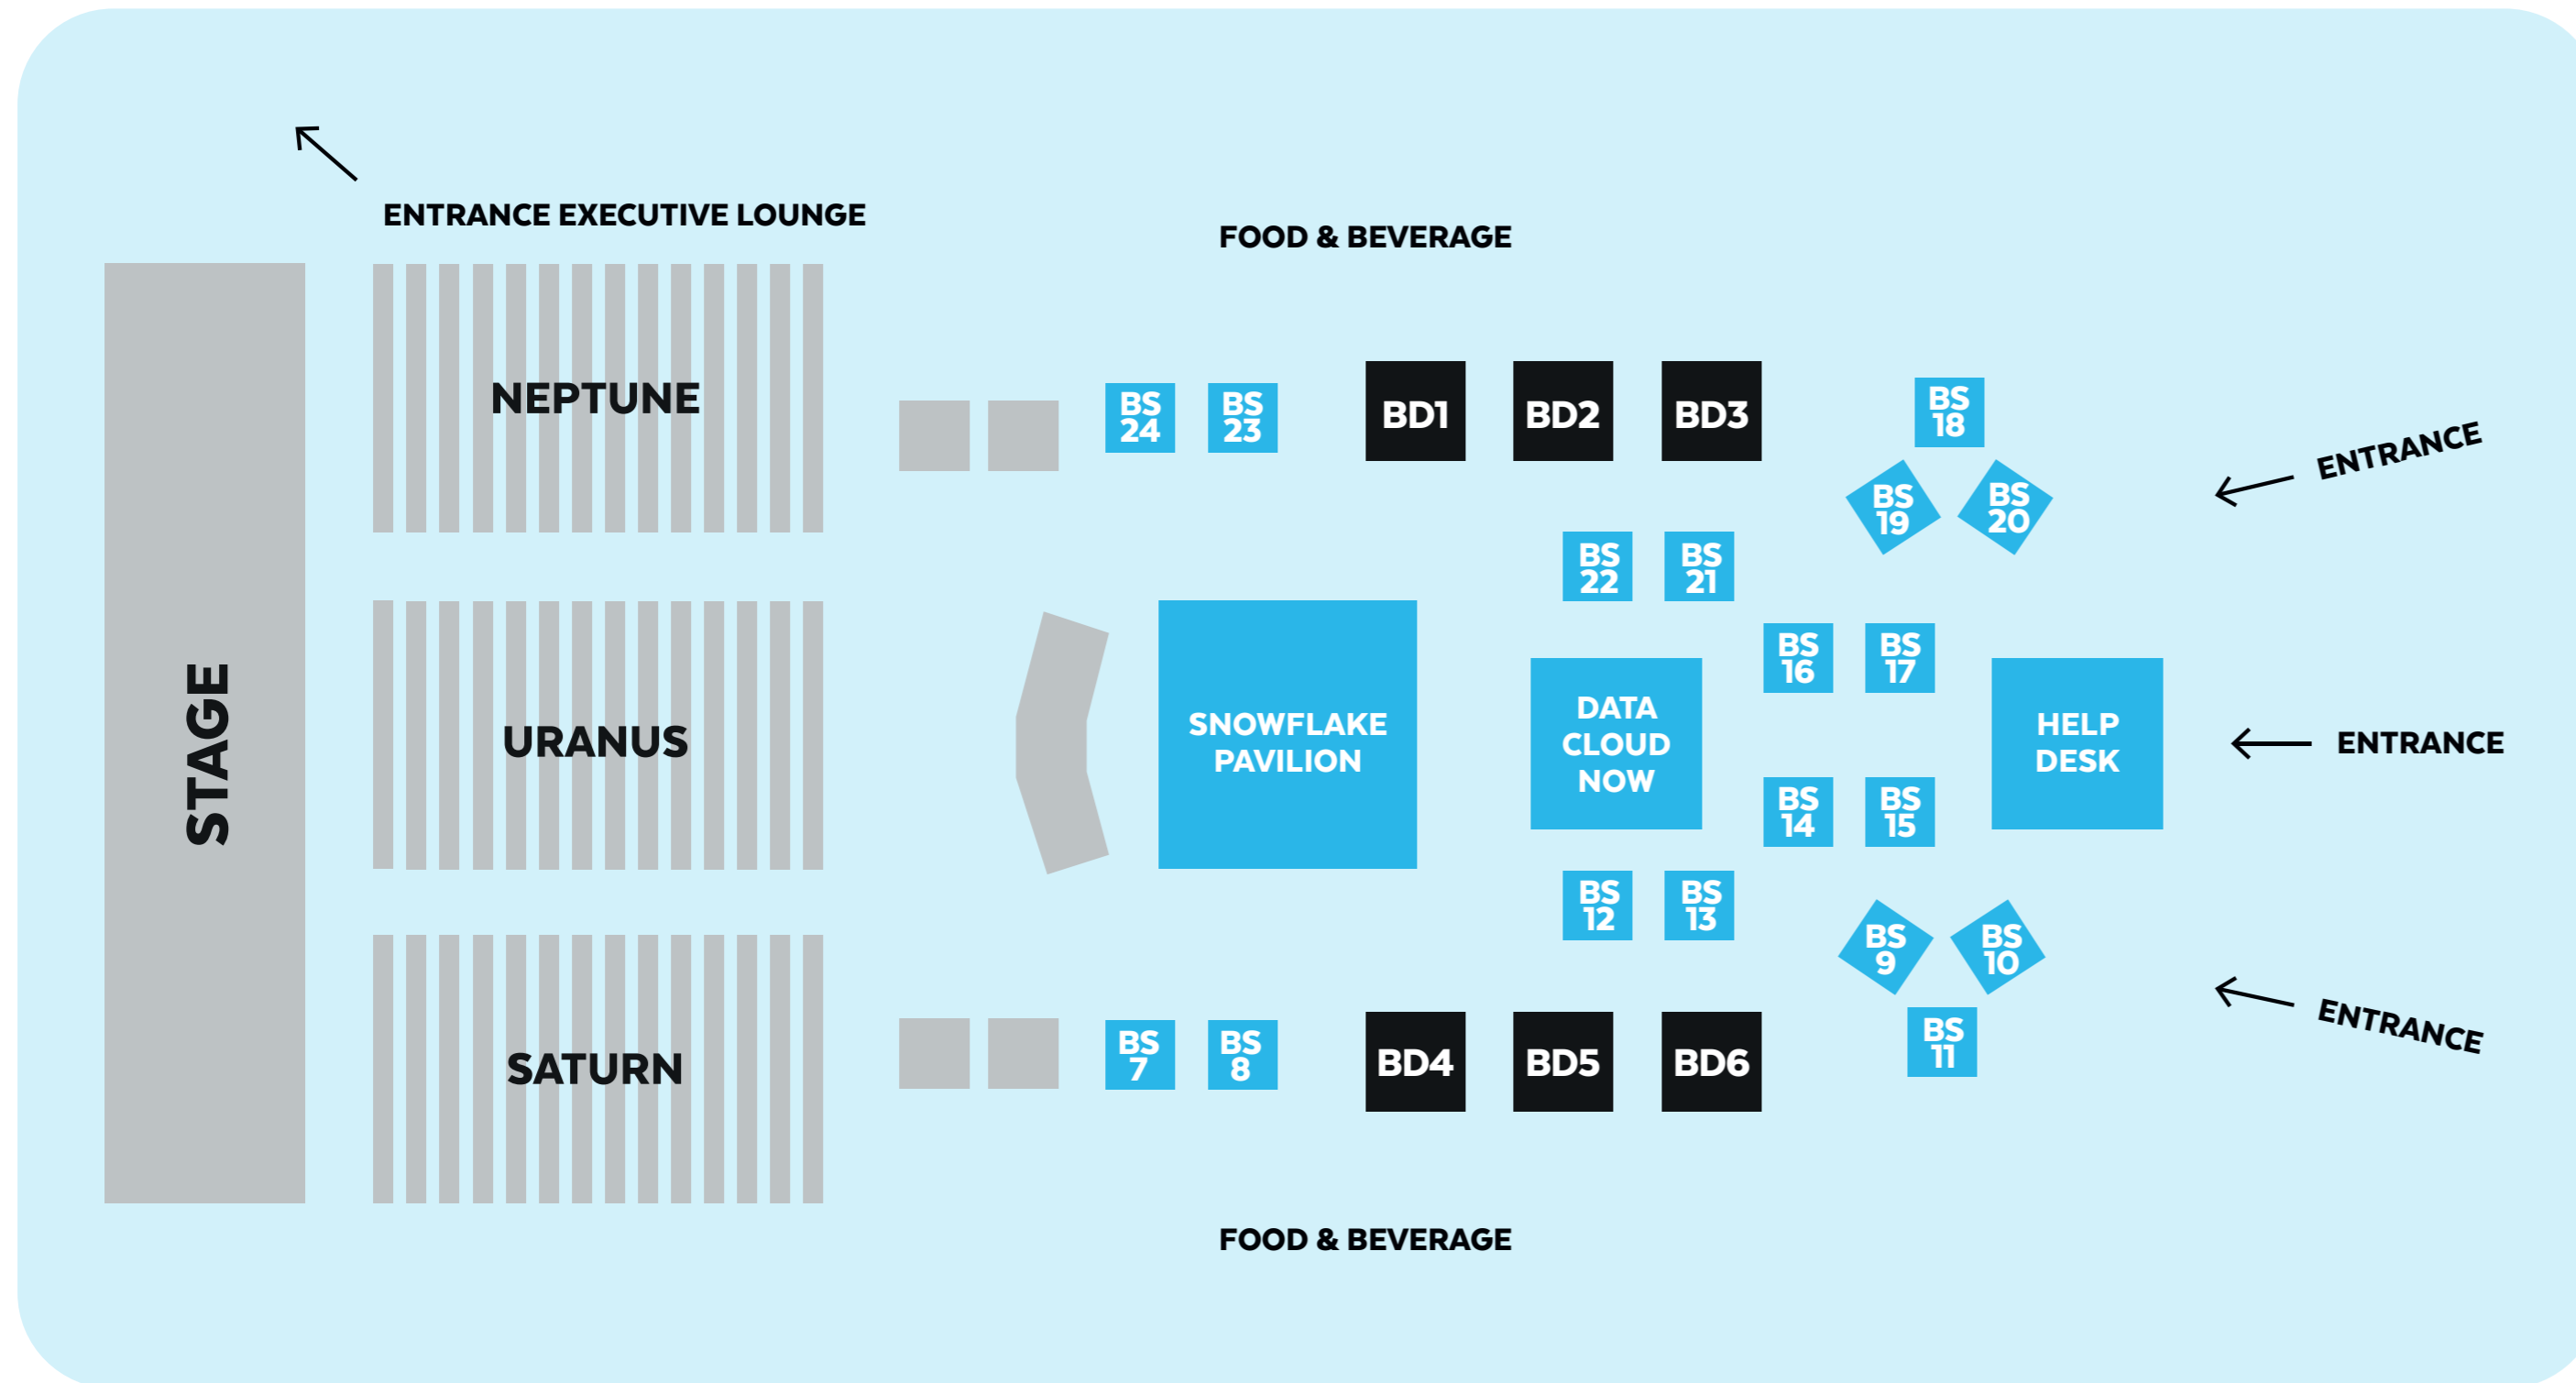 ENTRANCE EXECUTIVE LOUNGE
FOOD & BEVERAGE
STAGE
NEPTUNE
URANUS
SATURN
BS
24
BS
23
BD1
BD2
BD3
BS
18
BS
19
BS
20
ENTRANCE
BS
22
BS
21
BS
16
BS
17
SNOWFLAKE
PAVILION
DATA
CLOUD
NOW
HELP
DESK
ENTRANCE
BS
14
BS
15
BS
12
BS
13
BS
9
BS
10
BS
11
ENTRANCE
BS
7
BS
8
BD4
BD5
BD6
FOOD & BEVERAGE